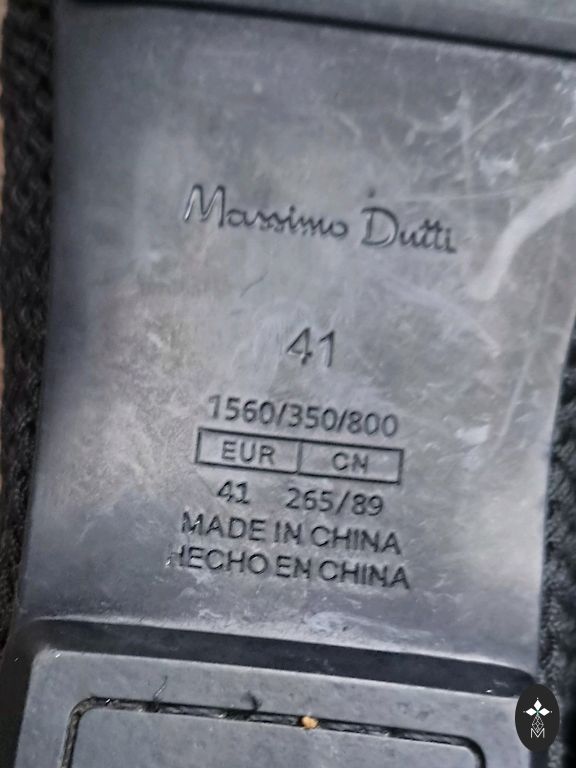 Massimo Dutti
41
1560/350/800
EUR CN
41 265/89
MADE IN CHINA
HECHO EN CHINA
M